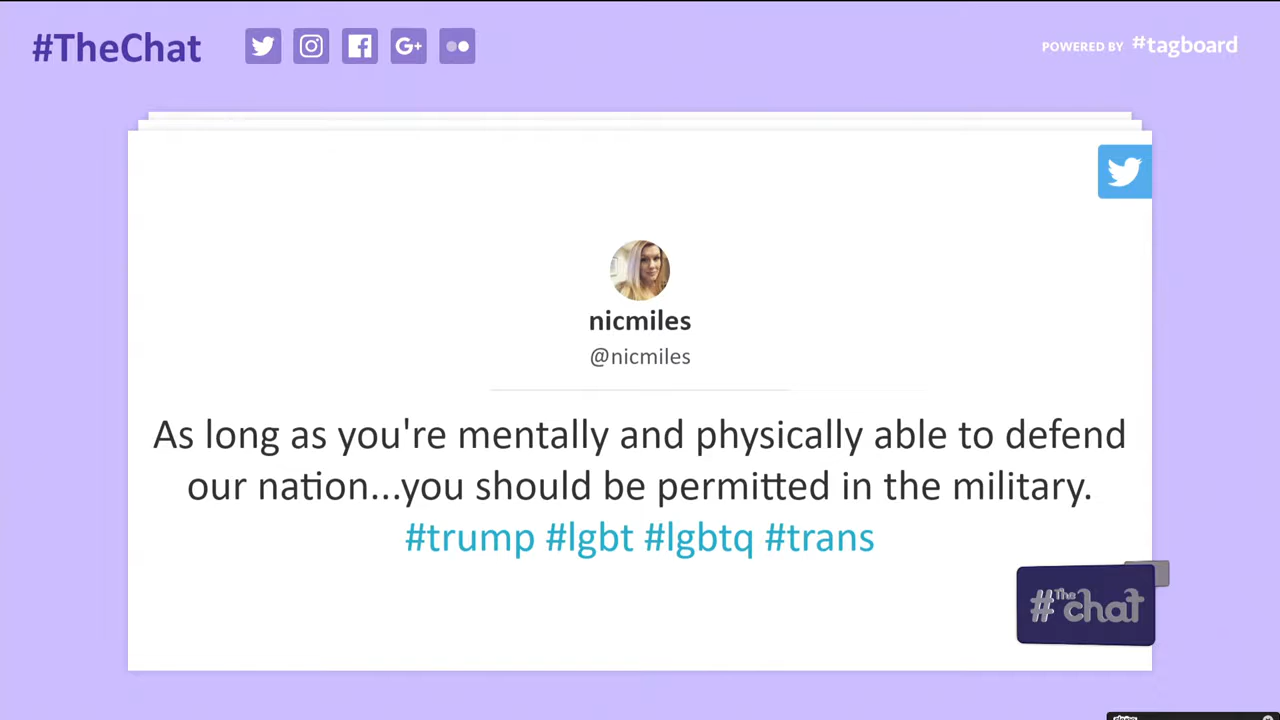 #TheChat
G+
POWERED BY #tagboard
nicmiles
@nicmiles
As long as you're mentally and physically able to defend
our nation...you should be permitted in the military.
#trump #lgbt #lgbtq #trans
#The chat